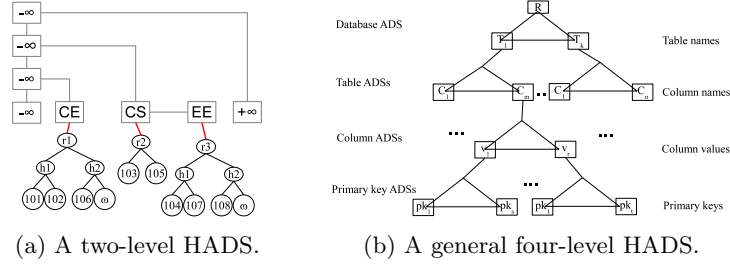 -∞
-∞
-∞
-∞ CE CS EE +∞
r1 r2 r3
h1 h2 103 105 h1 h2
101 102 106 ω 104 107 108 ω
(a) A two-level HADS.
R
Database ADS
T1 Tk Table names
Table ADSs
C1 Cm .. C1 Cn Column names
Column ADSs ... ...
v1 vr Column values
Primary key ADSs ...
pk1 pks pk1 pkt Primary keys
(b) A general four-level HADS.